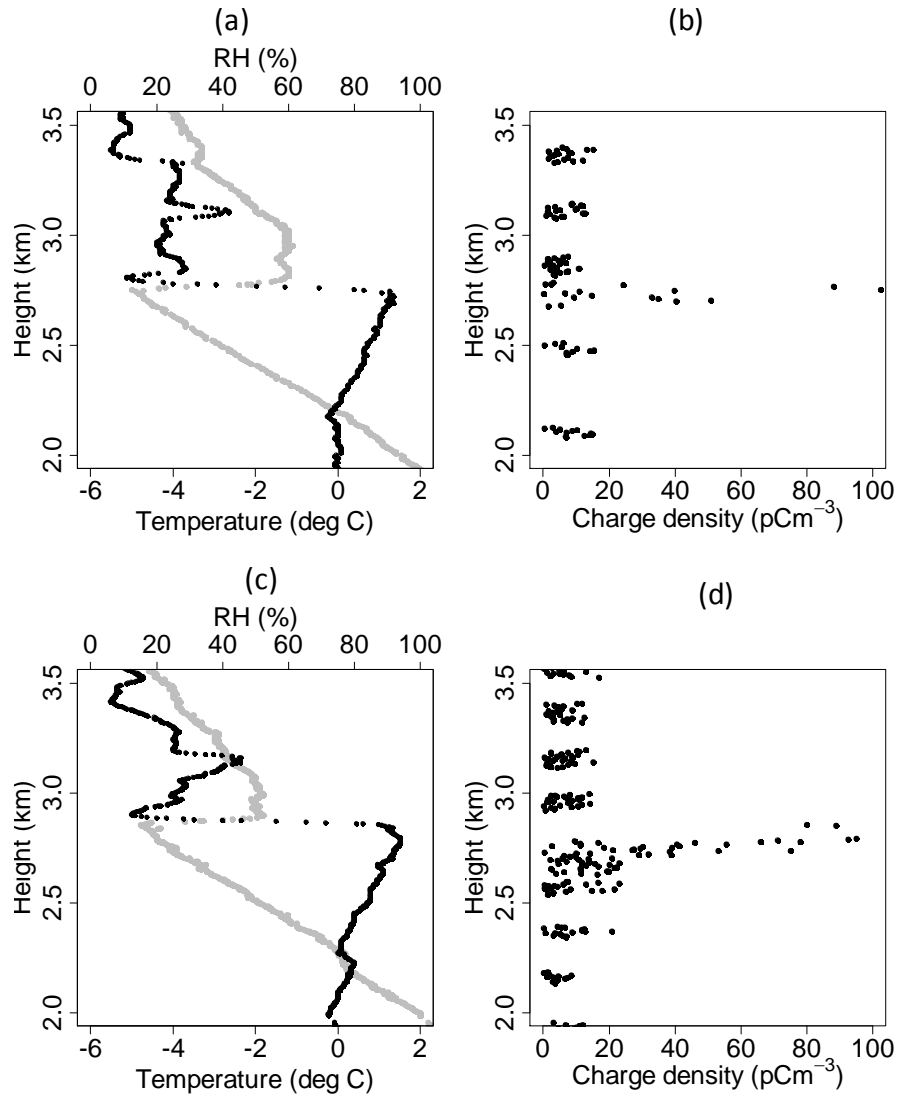 (a)
RH (%)
0 20 40 60 80 100
Height (km)
3.5
3.0
2.5
2.0
-6 -4 -2 0 2
Temperature (deg C)
(b)
Height (km)
3.5
3.0
2.5
2.0
0 20 40 60 80 100
Charge density (pCm−3)
(c)
RH (%)
0 20 40 60 80 100
Height (km)
3.5
3.0
2.5
2.0
-6 -4 -2 0 2
Temperature (deg C)
(d)
Height (km)
3.5
3.0
2.5
2.0
0 20 40 60 80 100
Charge density (pCm−3)